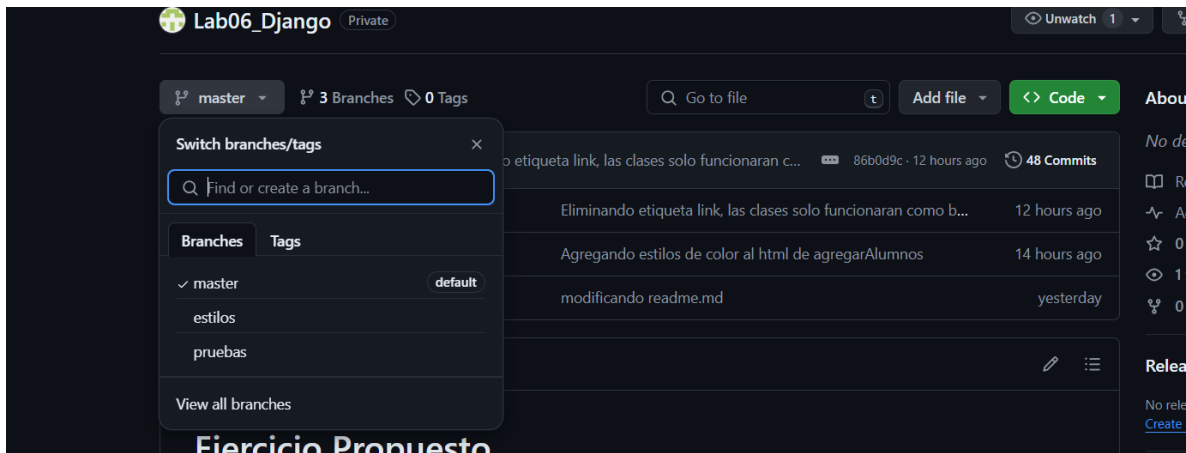 Lab06_Django Private Unwatch 1
master 3 Branches 0 Tags Go to file t Add file Code
Switch branches/tags
Find or create a branch...
Branches Tags
master default
estilos
pruebas
View all branches
etiqueta link, las clases solo funcionaran c... 86b0d9c · 12 hours ago 48 Commits
Eliminando etiqueta link, las clases solo funcionaran como b... 12 hours ago
Agregando estilos de color al html de agregarAlumnos 14 hours ago
modificando readme.md yesterday
Ejercicio Propuesto
Abou
No de
R
A
0
1
0
Relea
No rele
Create